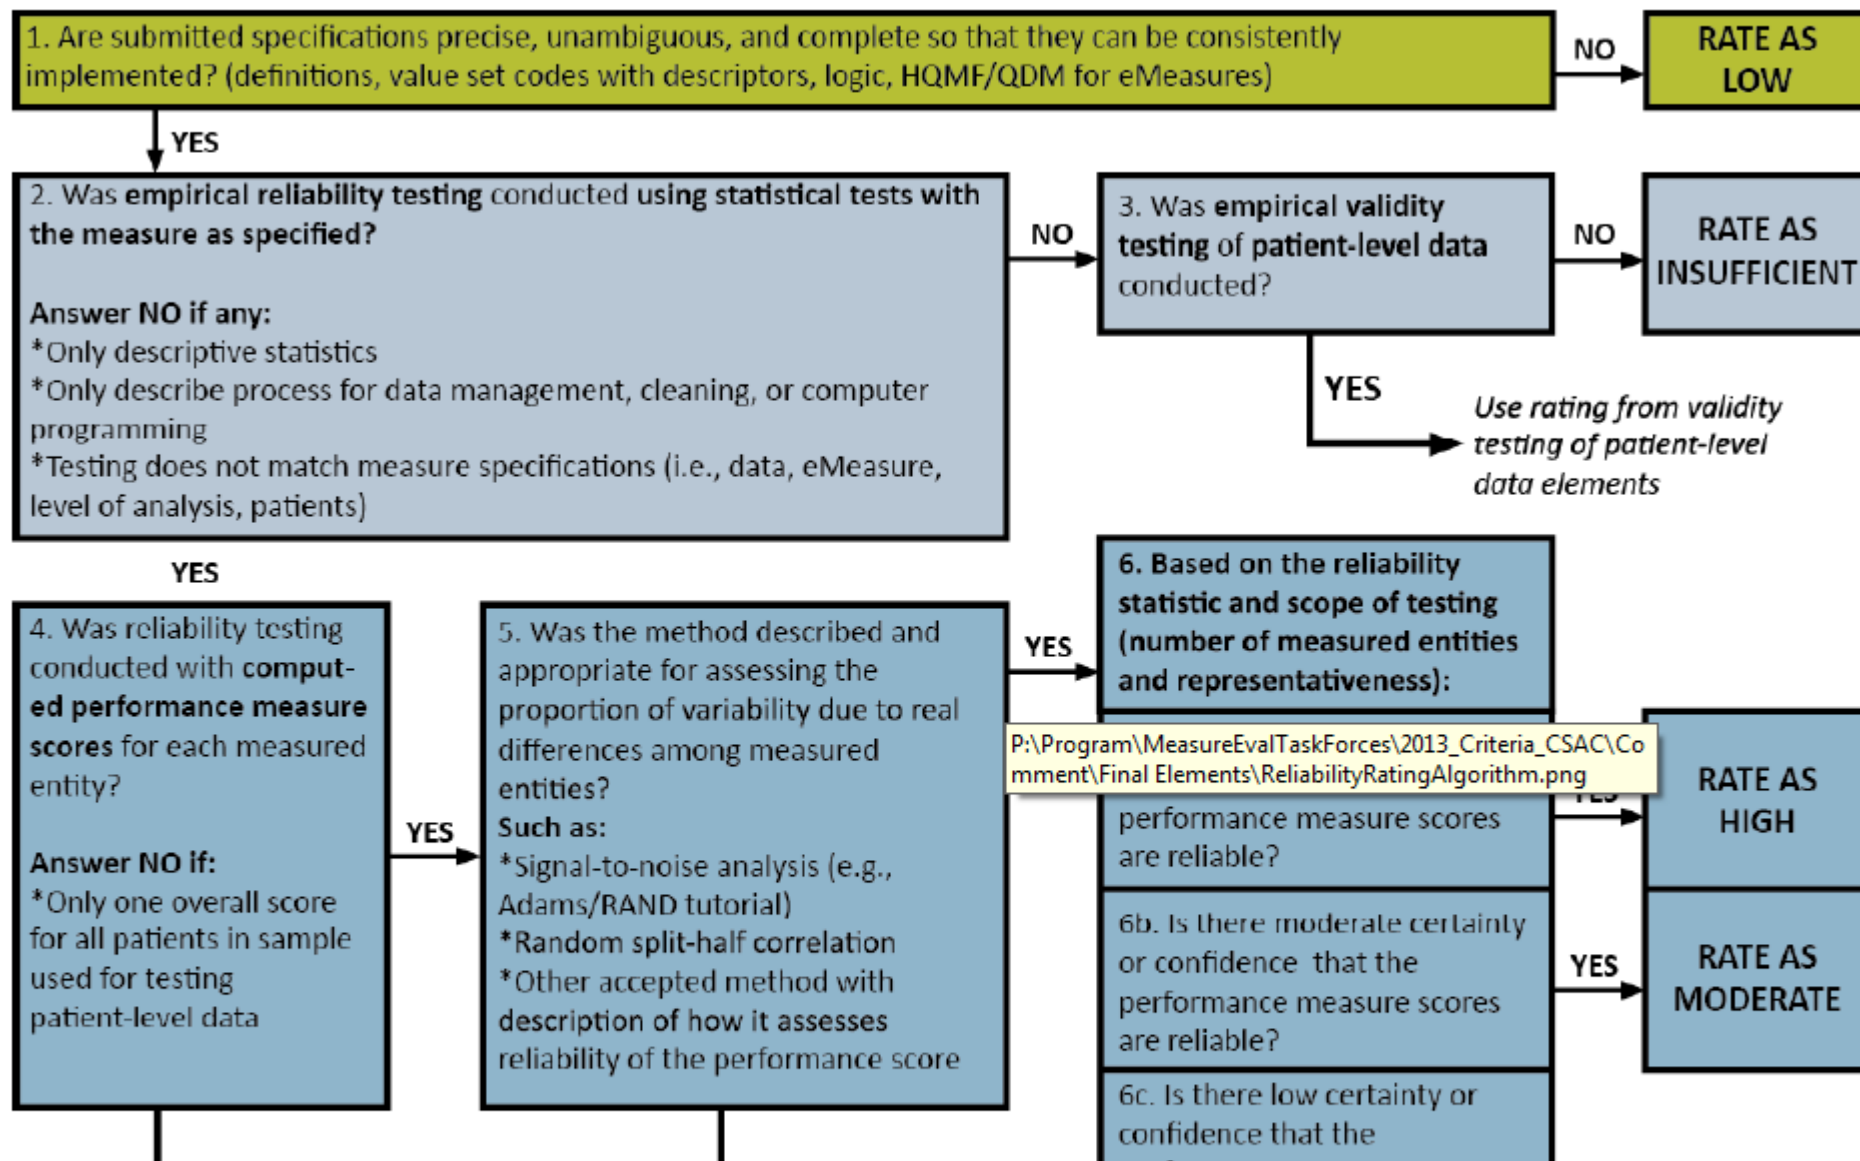 1. Are submitted specifications precise, unambiguous, and complete so that they can be consistently
implemented? (definitions, value set codes with descriptors, logic, HQMF/QDM for eMeasures)
NO
RATE AS
LOW
YES
2. Was empirical reliability testing conducted using statistical tests with
the measure as specified?
Answer NO if any:
*Only descriptive statistics
*Only describe process for data management, cleaning, or computer
programming
*Testing does not match measure specifications (i.e., data, eMeasure,
level of analysis, patients)
NO
3. Was empirical validity
testing of patient-level data
conducted?
NO
RATE AS
INSUFFICIENT
YES
Use rating from validity
testing of patient-level
data elements
YES
4. Was reliability testing
conducted with comput-
ed performance measure
scores for each measured
entity?
Answer NO if:
*Only one overall score
for all patients in sample
used for testing
patient-level data
YES
5. Was the method described and
appropriate for assessing the
proportion of variability due to real
differences among measured
entities?
Such as:
*Signal-to-noise analysis (e.g.,
Adams/RAND tutorial)
*Random split-half correlation
*Other accepted method with
description of how it assesses
reliability of the performance score
YES
6. Based on the reliability
statistic and scope of testing
(number of measured entities
and representativeness):
P:\Program\MeasureEvalTaskForces\2013_Criteria_CSAC\Co
mment\Final Elements\ReliabilityRatingAlgorithm.png
performance measure scores
are reliable?
YES
RATE AS
HIGH
6b. Is there moderate certainty
or confidence that the
performance measure scores
are reliable?
YES
RATE AS
MODERATE
6c. Is there low certainty or
confidence that the